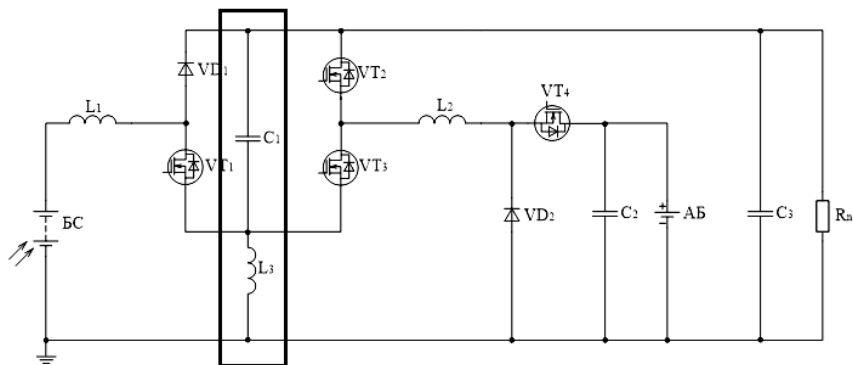 VD₁
VT₂
L₁
L₂
VT₄
C₁
VT₁
VT₃
БС
VD₂
C₂
АБ
C₃
Rн
L₃